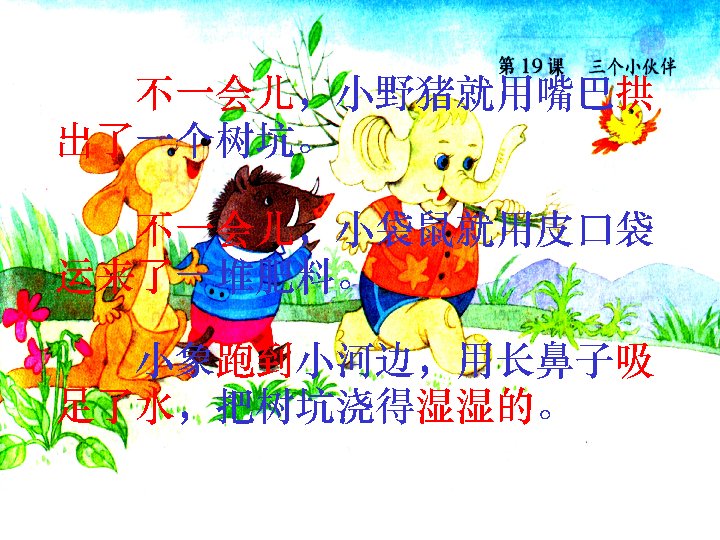 第19课 三个小伙伴
不一会儿，小野猪就用嘴巴拱
出了一个树坑。
不一会儿，小袋鼠就用皮口袋
运来了一堆肥料。
小象跑到小河边，用长鼻子吸
足了水，把树坑浇得湿湿的。